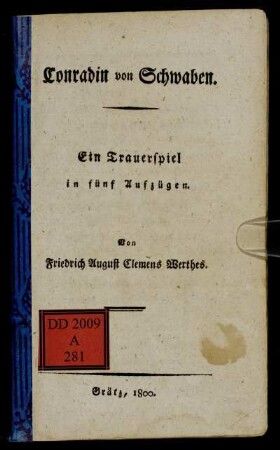 Conradin von Schwaben.
Ein Trauerspiel
in fünf Aufzügen.
Von
Friedrich August Clemens Werthes.
DD 2009
A
281
Grätz, 1800.